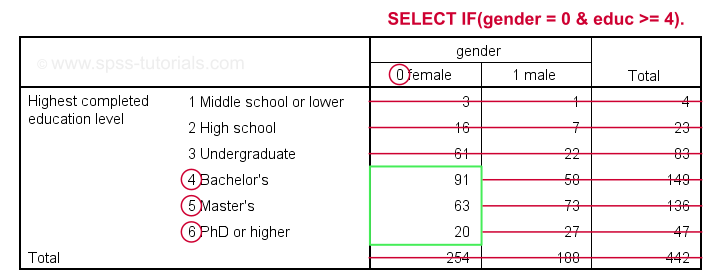 SELECT IF(gender = 0 & educ >= 4).
© www.spss-tutorials.com
gender
0 female 1 male Total
Highest completed education level
1 Middle school or lower 3 1 4
2 High school 16 7 23
3 Undergraduate 61 22 83
4 Bachelor's 91 58 149
5 Master's 63 73 136
6 PhD or higher 20 27 47
Total 254 188 442